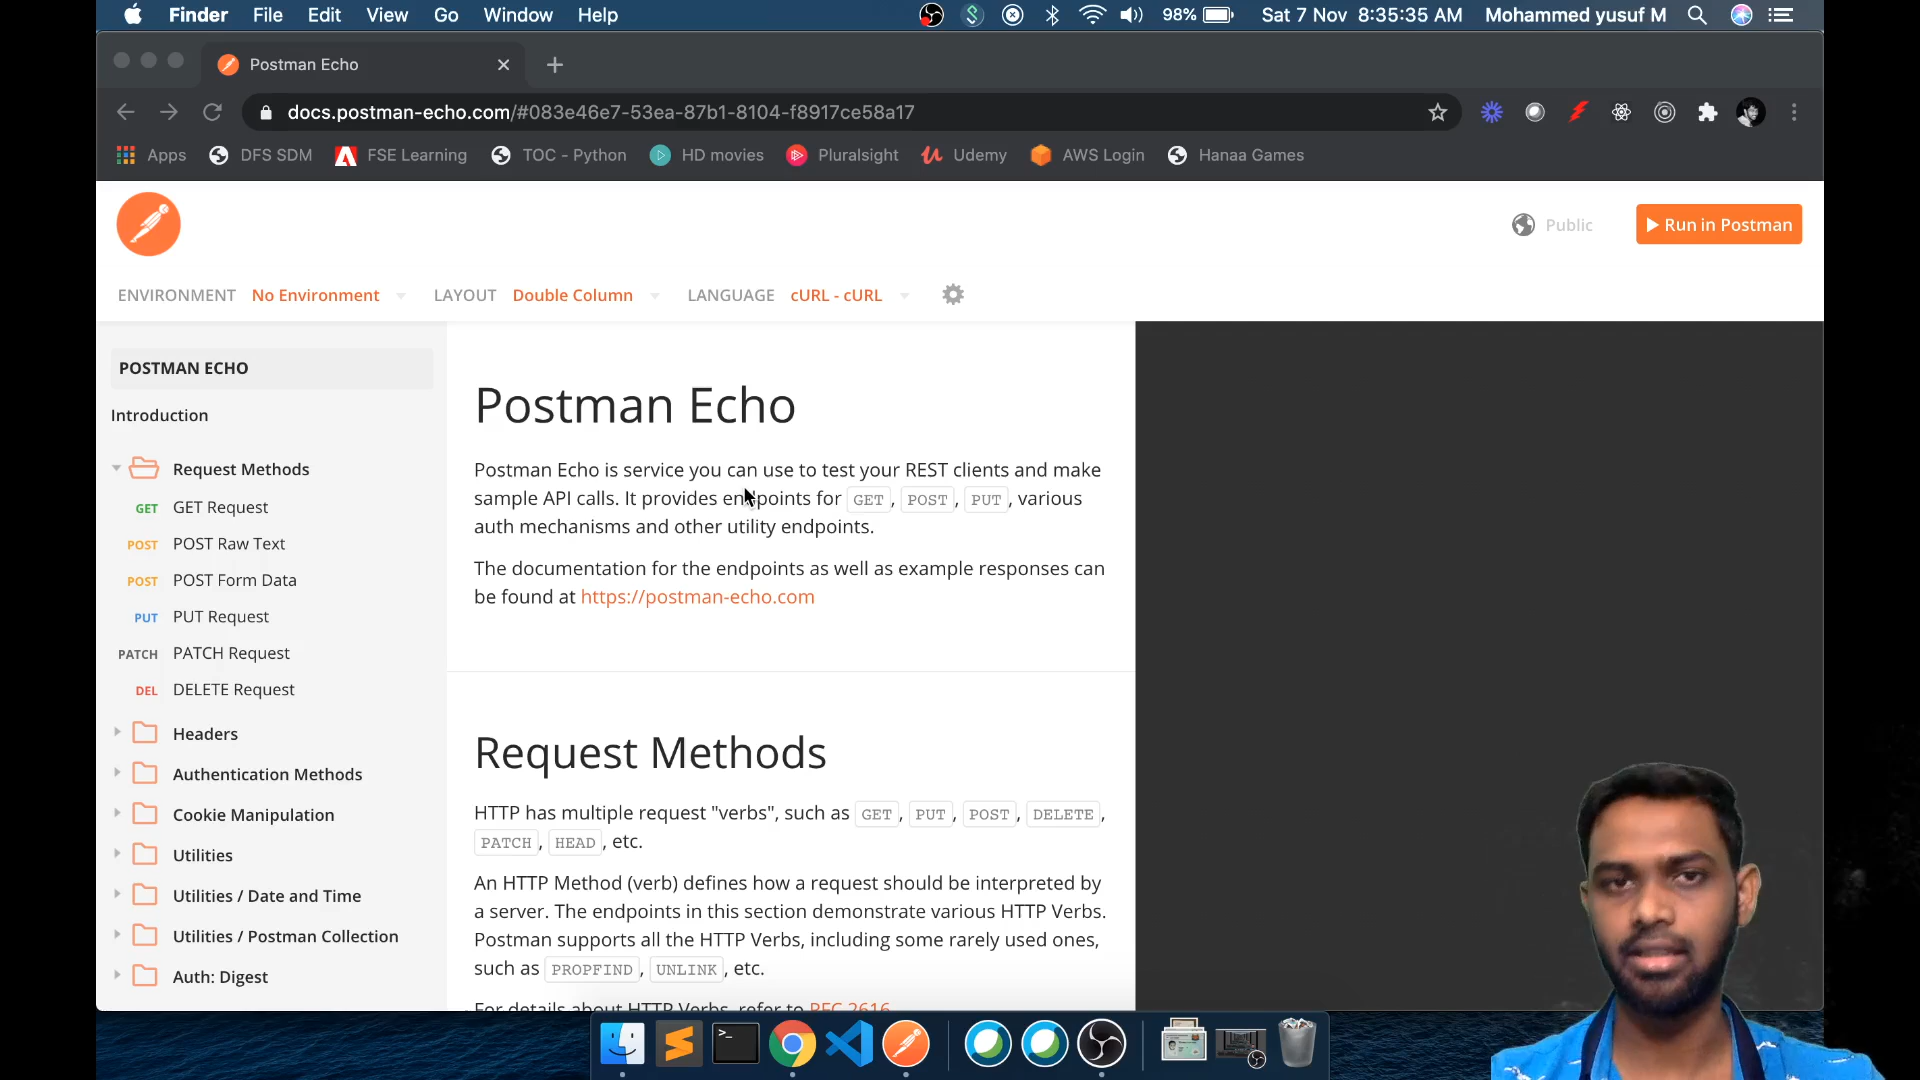 Finder File Edit View Go Window Help 98% Sat 7 Nov 8:35:35 AM Mohammed yusuf M
Postman Echo
docs.postman-echo.com/#083e46e7-53ea-87b1-8104-f8917ce58a17
Apps DFS SDM FSE Learning TOC - Python HD movies Pluralsight Udemy AWS Login Hanaa Games
Public Run in Postman
ENVIRONMENT No Environment LAYOUT Double Column LANGUAGE cURL - cURL
POSTMAN ECHO
Introduction
Request Methods
GET GET Request
POST POST Raw Text
POST POST Form Data
PUT PUT Request
PATCH PATCH Request
DEL DELETE Request
Headers
Authentication Methods
Cookie Manipulation
Utilities
Utilities / Date and Time
Utilities / Postman Collection
Auth: Digest
Postman Echo
Postman Echo is service you can use to test your REST clients and make
sample API calls. It provides endpoints for GET, POST, PUT, various
auth mechanisms and other utility endpoints.
The documentation for the endpoints as well as example responses can
be found at https://postman-echo.com
Request Methods
HTTP has multiple request "verbs", such as GET, PUT, POST, DELETE,
PATCH, HEAD, etc.
An HTTP Method (verb) defines how a request should be interpreted by
a server. The endpoints in this section demonstrate various HTTP Verbs.
Postman supports all the HTTP Verbs, including some rarely used ones,
such as PROPFIND, UNLINK, etc.
For details about HTTP Verbs, refer to RFC 2616